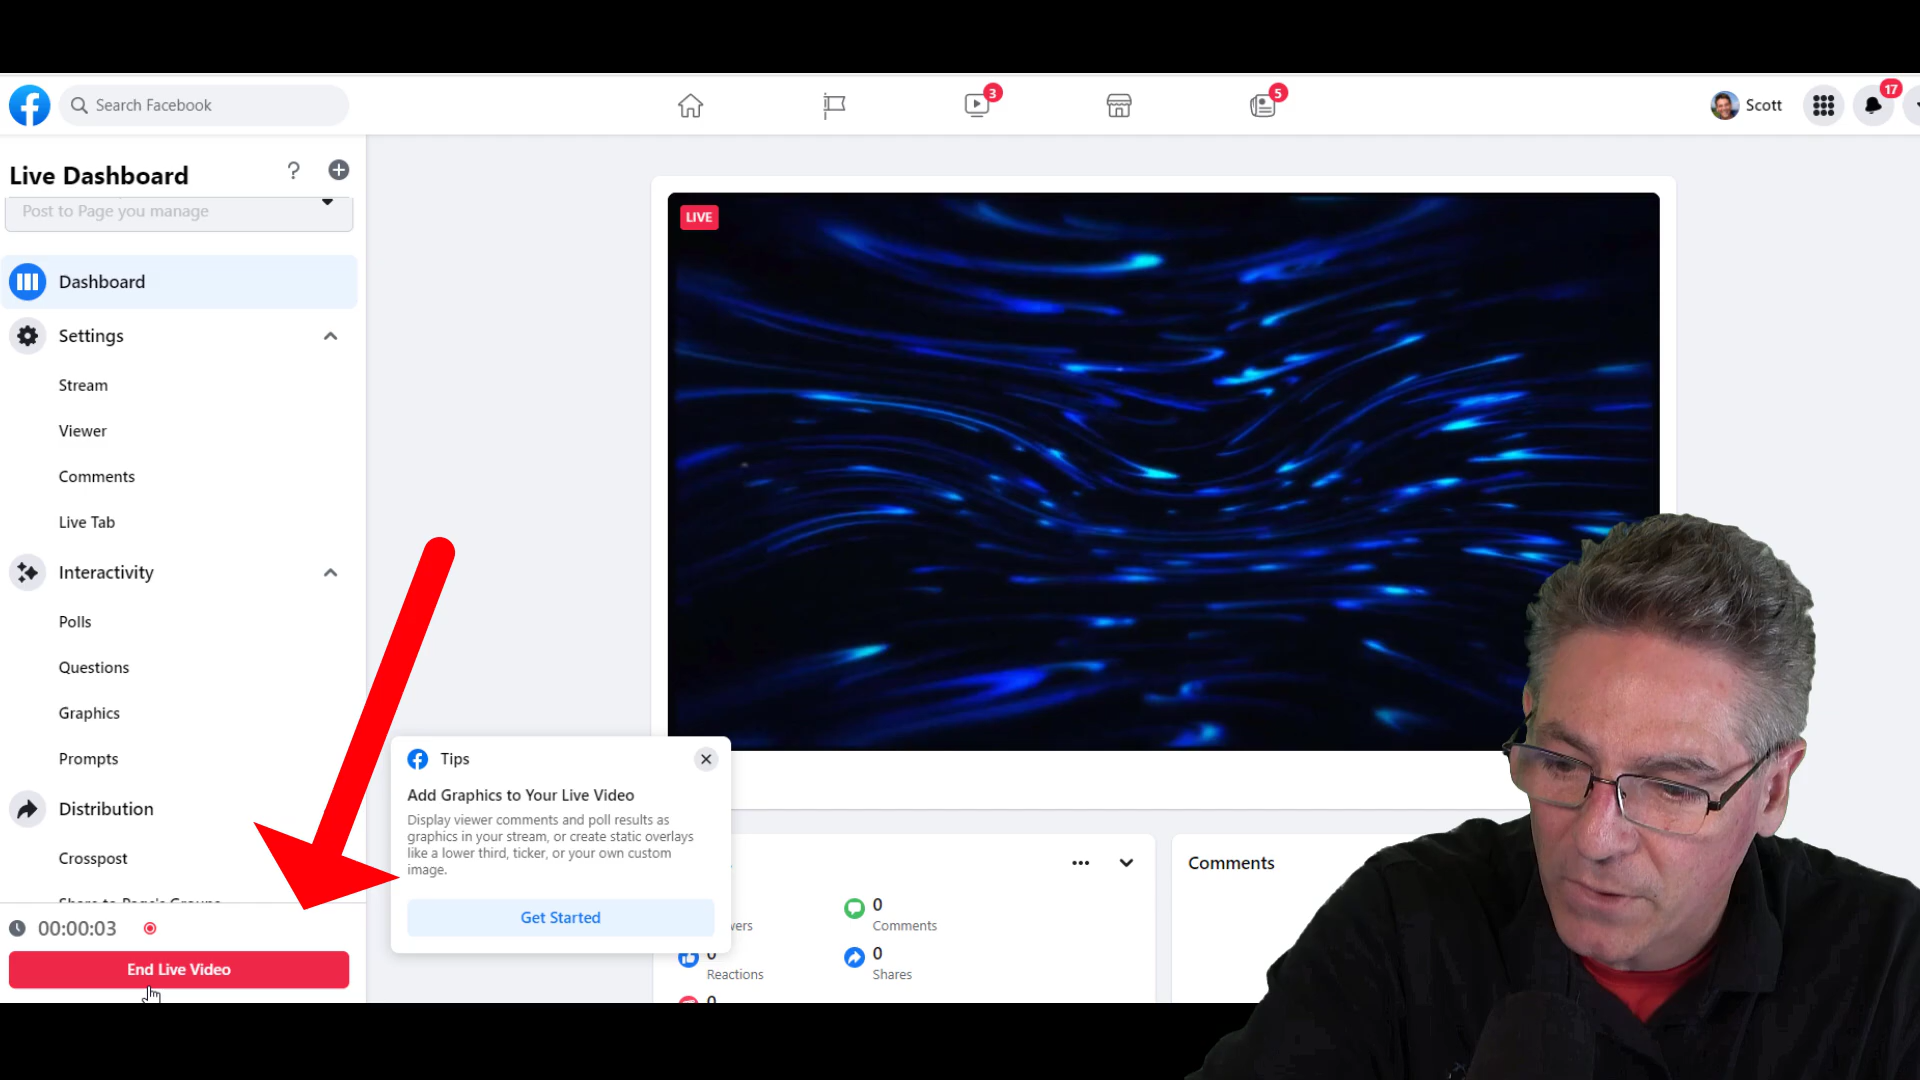 Search Facebook
3
5
Scott
17
Live Dashboard
?
Post to Page you manage
LIVE
Dashboard
Settings
Stream
Viewer
Comments
Live Tab
Interactivity
Polls
Questions
Graphics
Prompts
Distribution
Crosspost
00:00:03
End Live Video
Tips
Add Graphics to Your Live Video
Display viewer comments and poll results as
graphics in your stream, or create static overlays
like a lower third, ticker, or your own custom
image.
Get Started
0
Comments
0
Reactions
0
Shares
0
Comments